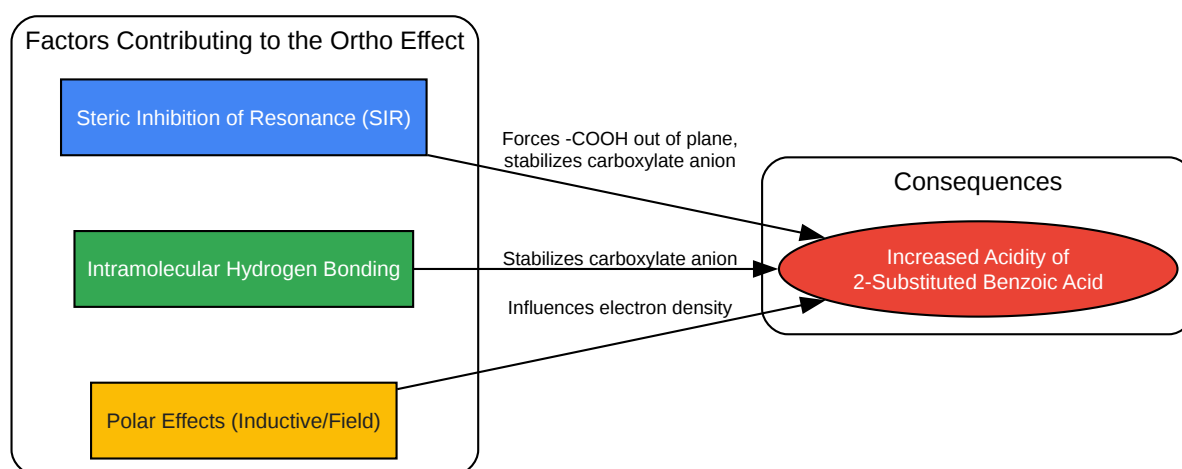 Factors Contributing to the Ortho Effect
Steric Inhibition of Resonance (SIR)
Forces -COOH out of plane,
stabilizes carboxylate anion
Consequences
Intramolecular Hydrogen Bonding
Stabilizes carboxylate anion
Increased Acidity of
2-Substituted Benzoic Acid
Influences electron density
Polar Effects (Inductive/Field)